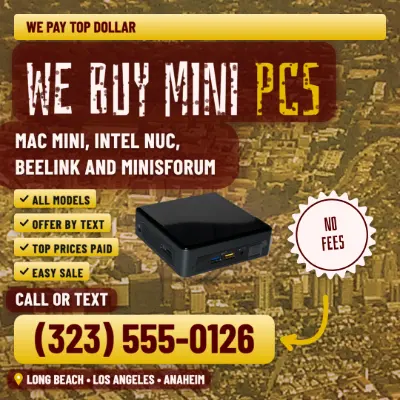 WE PAY TOP DOLLAR
WE BUY MINI PCS
MAC MINI, INTEL NUC,
BEELINK AND MINISFORUM
ALL MODELS
OFFER BY TEXT
TOP PRICES PAID
EASY SALE
NO
FEES
CALL OR TEXT
(323) 555-0126
LONG BEACH • LOS ANGELES • ANAHEIM